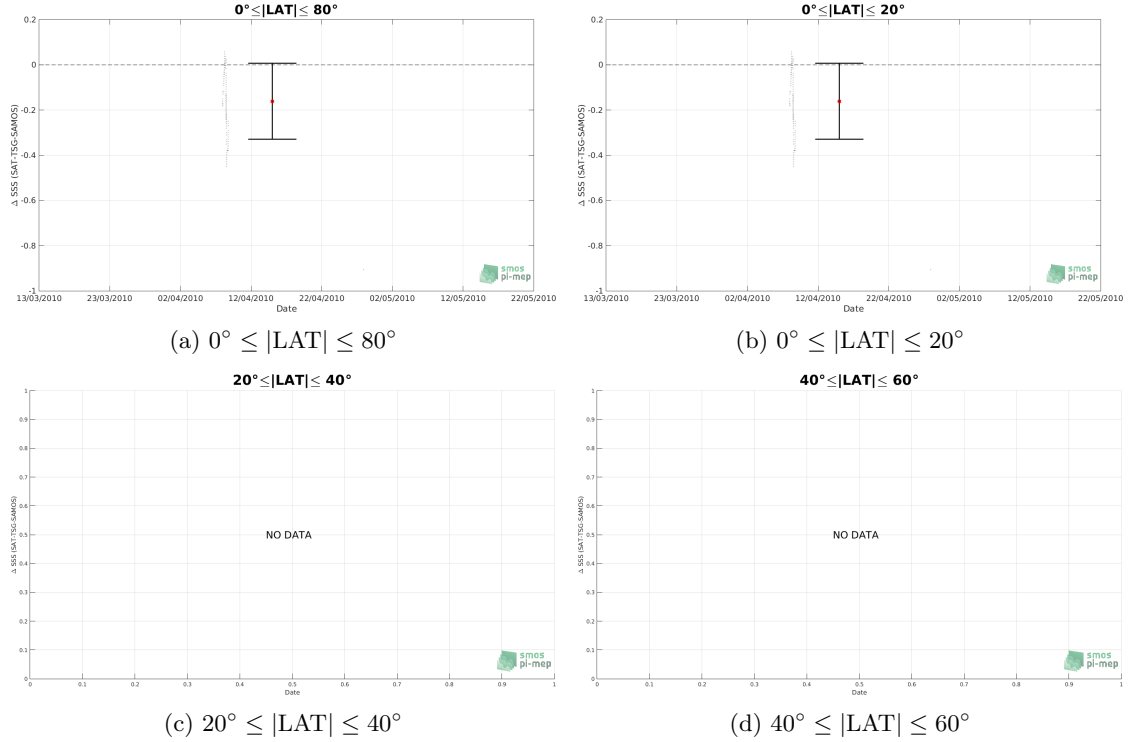 0°≤|LAT|≤ 80°
0.2
0
-0.2
-0.4
-0.6
-0.8
-1
Δ SSS (SAT-TSG-SAMOS)
13/03/2010 23/03/2010 02/04/2010 12/04/2010 22/04/2010 02/05/2010 12/05/2010 22/05/2010
Date
smos
pi-mep
(a) 0° ≤ |LAT| ≤ 80°
0°≤|LAT|≤ 20°
0.2
0
-0.2
-0.4
-0.6
-0.8
-1
Δ SSS (SAT-TSG-SAMOS)
13/03/2010 23/03/2010 02/04/2010 12/04/2010 22/04/2010 02/05/2010 12/05/2010 22/05/2010
Date
smos
pi-mep
(b) 0° ≤ |LAT| ≤ 20°
20°≤|LAT|≤ 40°
1
0.9
0.8
0.7
0.6
0.5
0.4
0.3
0.2
0.1
0
Δ SSS (SAT-TSG-SAMOS)
NO DATA
0 0.1 0.2 0.3 0.4 0.5 0.6 0.7 0.8 0.9 1
Date
smos
pi-mep
(c) 20° ≤ |LAT| ≤ 40°
40°≤|LAT|≤ 60°
1
0.9
0.8
0.7
0.6
0.5
0.4
0.3
0.2
0.1
0
Δ SSS (SAT-TSG-SAMOS)
NO DATA
0 0.1 0.2 0.3 0.4 0.5 0.6 0.7 0.8 0.9 1
Date
smos
pi-mep
(d) 40° ≤ |LAT| ≤ 60°